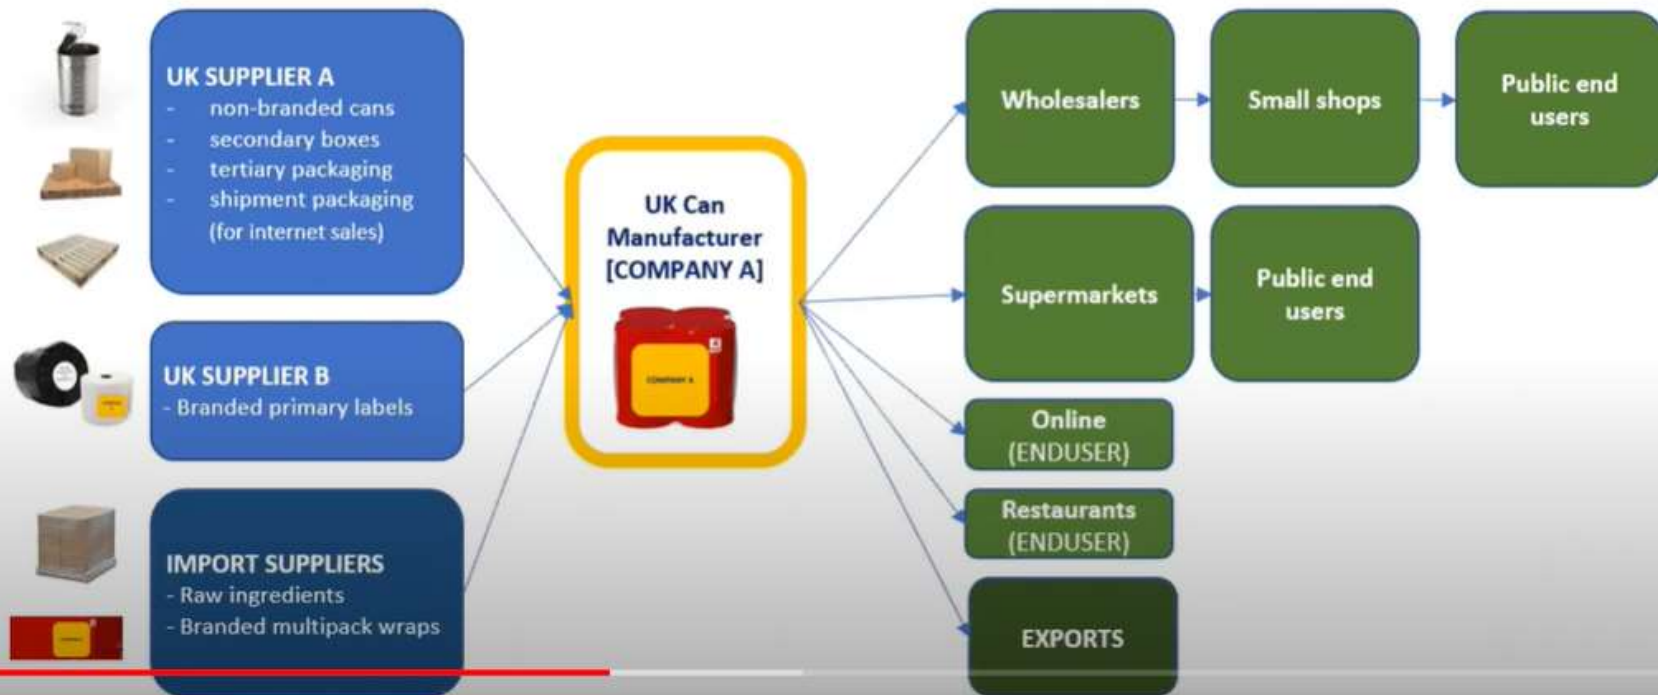 UK SUPPLIER A
- non-branded cans
- secondary boxes
- tertiary packaging
- shipment packaging
(for internet sales)
UK SUPPLIER B
- Branded primary labels
IMPORT SUPPLIERS
- Raw ingredients
- Branded multipack wraps
UK Can
Manufacturer
[COMPANY A]
COMPANY A
4
Wholesalers
Small shops
Public end
users
Supermarkets
Public end
users
Online
(ENDUSER)
Restaurants
(ENDUSER)
EXPORTS